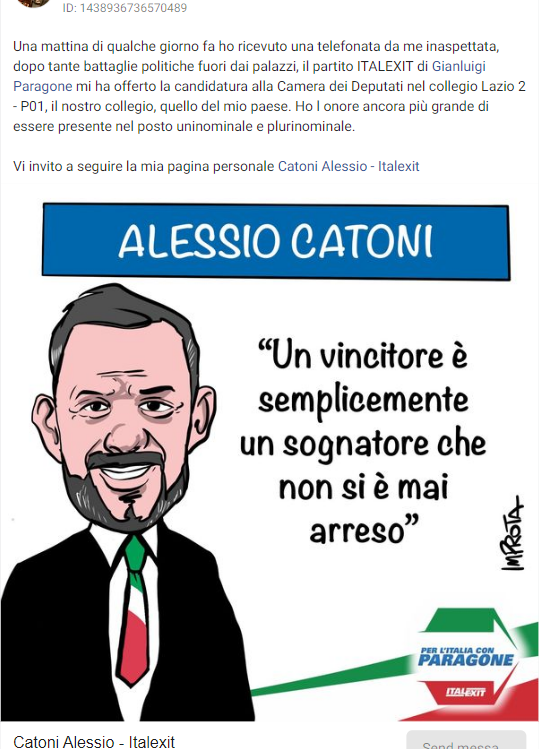 ID: 1438936736570489
Una mattina di qualche giorno fa ho ricevuto una telefonata da me inaspettata,
dopo tante battaglie politiche fuori dai palazzi, il partito ITALEXIT di Gianluigi
Paragone mi ha offerto la candidatura alla Camera dei Deputati nel collegio Lazio 2
- P01, il nostro collegio, quello del mio paese. Ho l onore ancora più grande di
essere presente nel posto uninominale e plurinominale.
Vi invito a seguire la mia pagina personale Catoni Alessio - Italexit
ALESSIO CATONI
“Un vincitore è
semplicemente
un sognatore che
non si è mai
arreso”
IMPROTA
PER L'ITALIA CON
PARAGONE
ITALEXIT
Catoni Alessio - Italexit
Send messa...